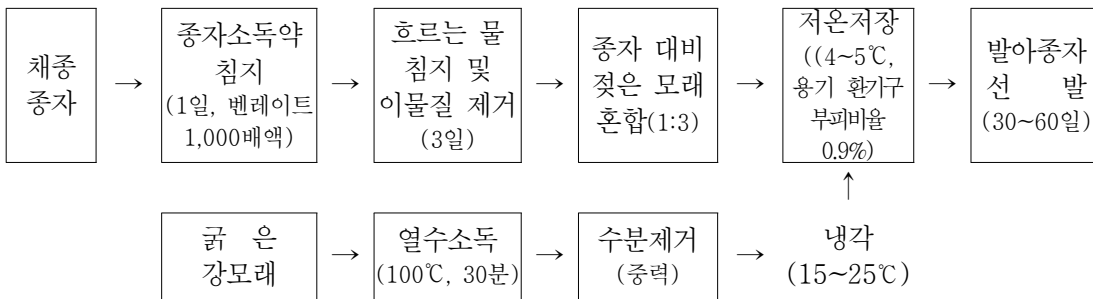 채종
종자
→
종자소독약
침지
(1일, 벤레이트
1,000배액)
→
흐르는 물
침지 및
이물질 제거
(3일)
→
종자 대비
젖은 모래
혼합(1:3)
→
저온저장
((4~5℃,
용기 환기구
부피비율
0.9%)
→
발아종자
선 발
(30~60일)
↑
굵 은
강모래
→
열수소독
(100℃, 30분)
→
수분제거
(중력)
→
냉각
(15~25℃)